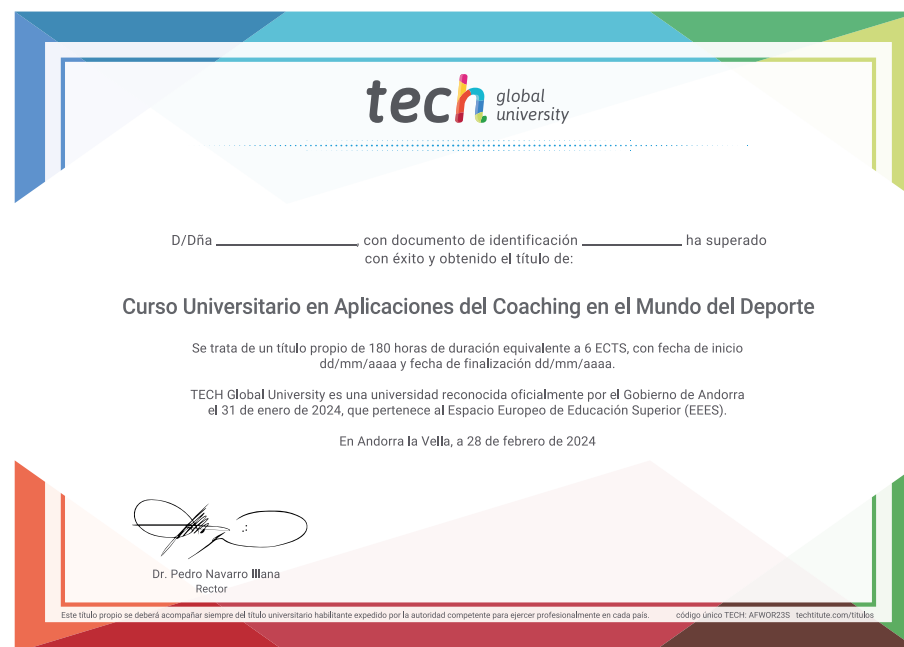 tech global university
D/Dña , con documento de identificación ha superado
con éxito y obtenido el título de:
Curso Universitario en Aplicaciones del Coaching en el Mundo del Deporte
Se trata de un título propio de 180 horas de duración equivalente a 6 ECTS, con fecha de inicio
dd/mm/aaaa y fecha de finalización dd/mm/aaaa.
TECH Global University es una universidad reconocida oficialmente por el Gobierno de Andorra
el 31 de enero de 2024, que pertenece al Espacio Europeo de Educación Superior (EEES).
En Andorra la Vella, a 28 de febrero de 2024
Dr. Pedro Navarro Illana
Rector
Este título propio se deberá acompañar siempre del título universitario habilitante expedido por la autoridad competente para ejercer profesionalmente en cada país. código único TECH: AFWOR23S techtitute.com/titulos